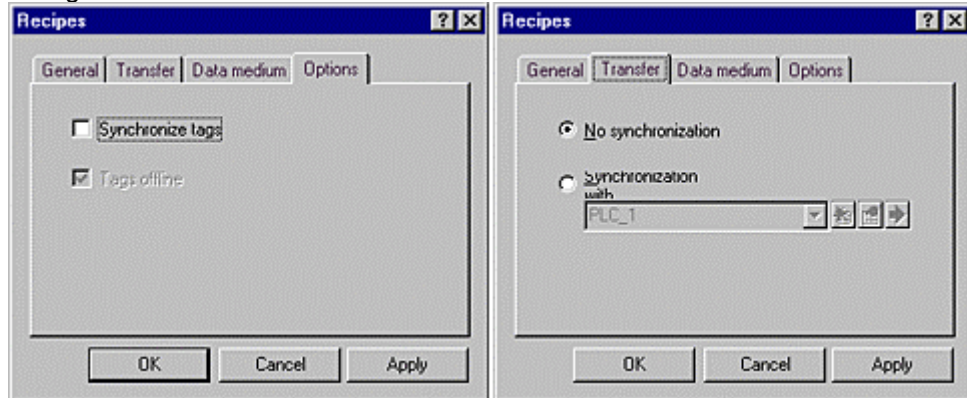 Recipes
General Transfer Data medium Options
Synchronize tags
Tags offline
OK Cancel Apply
Recipes
General Transfer Data medium Options
No synchronization
Synchronization
with
PLC_1
OK Cancel Apply